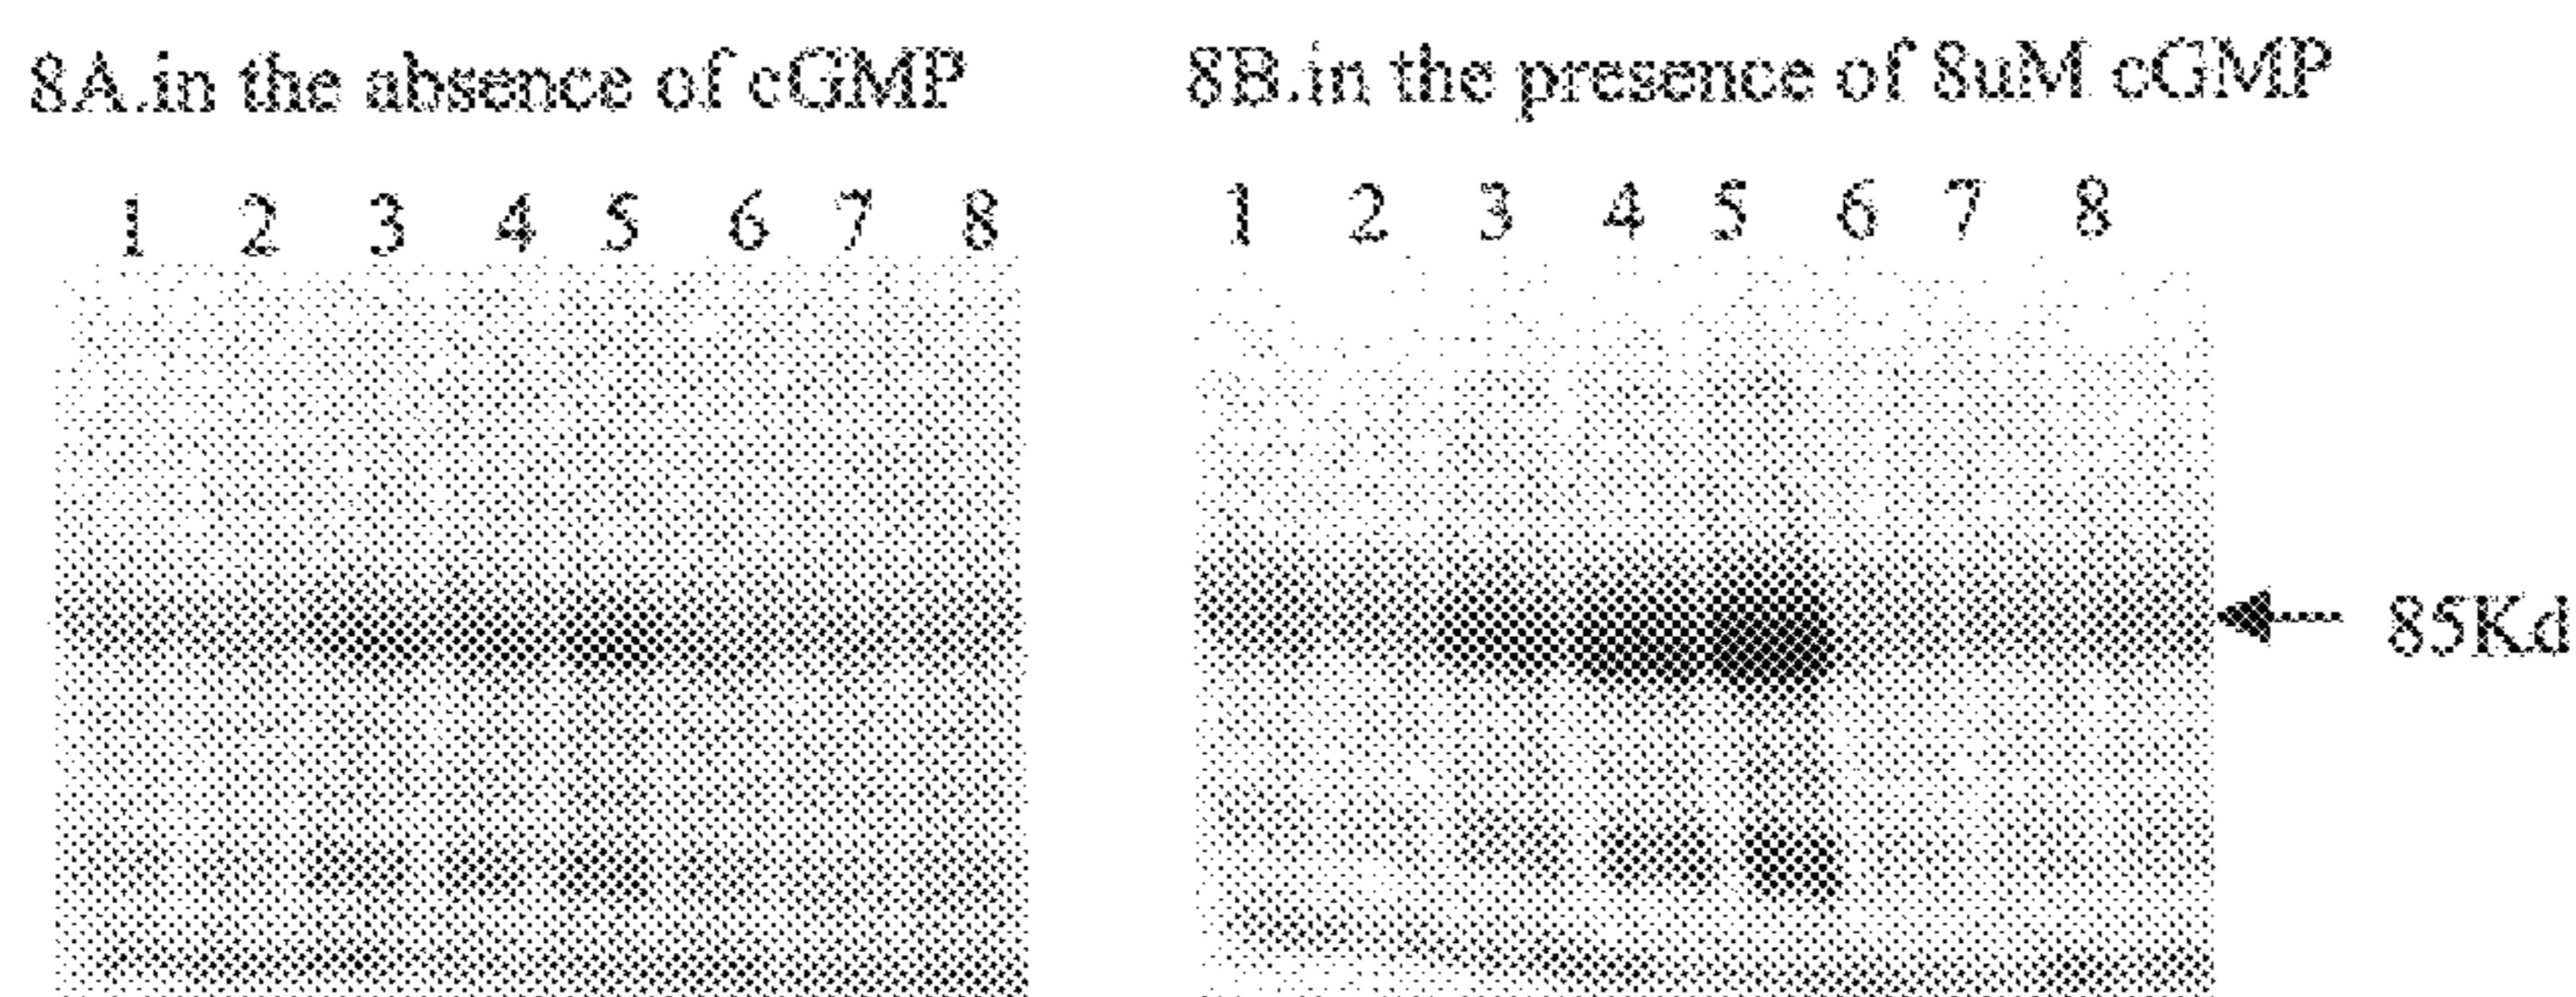 8A.in the absence of cGMP
8B.in the presence of 8uM cGMP
1 2 3 4 5 6 7 8
1 2 3 4 5 6 7 8
85Kd